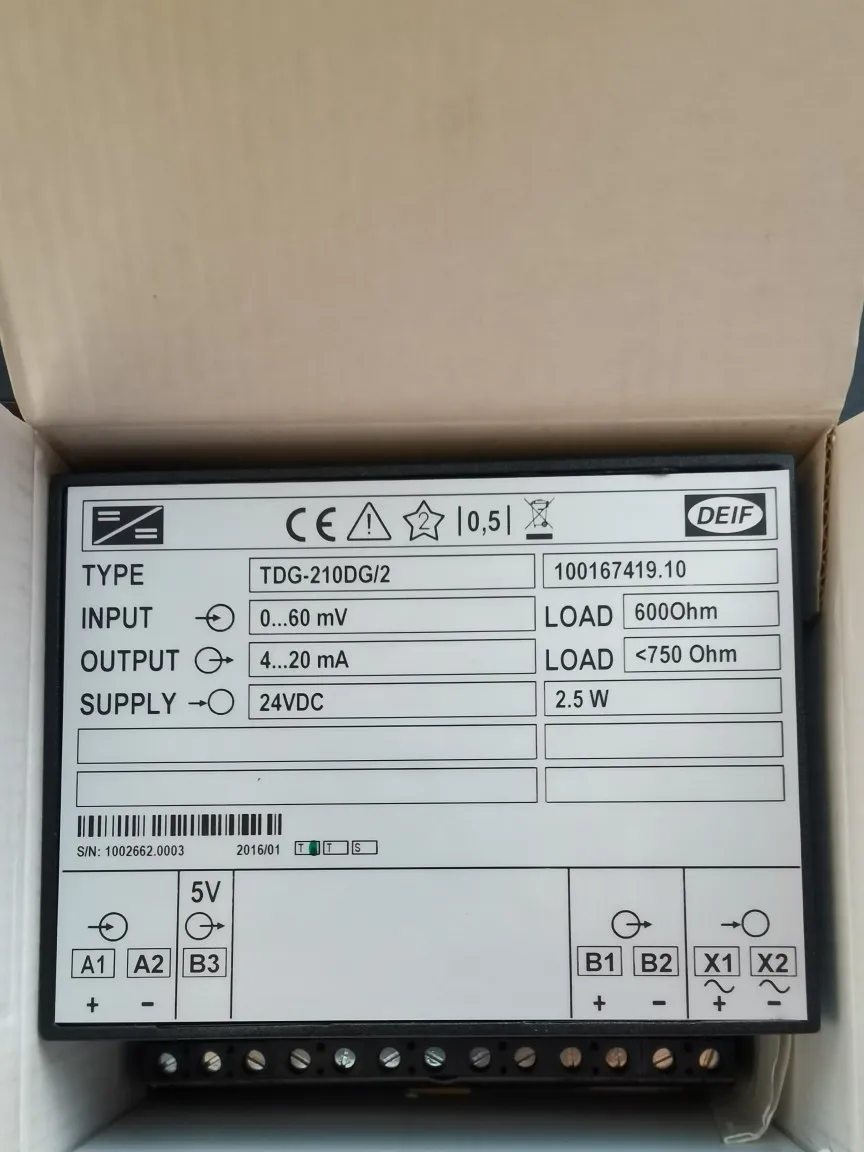 CE 2 |0,5| DEIF
TYPE TDG-210DG/2 100167419.10
INPUT 0...60 mV LOAD 600Ohm
OUTPUT 4...20 mA LOAD <750 Ohm
SUPPLY 24VDC 2.5 W
S/N: 1002662.0003 2016/01 T T S
5V
A1 A2 B3 B1 B2 X1 X2
+ - + - + -